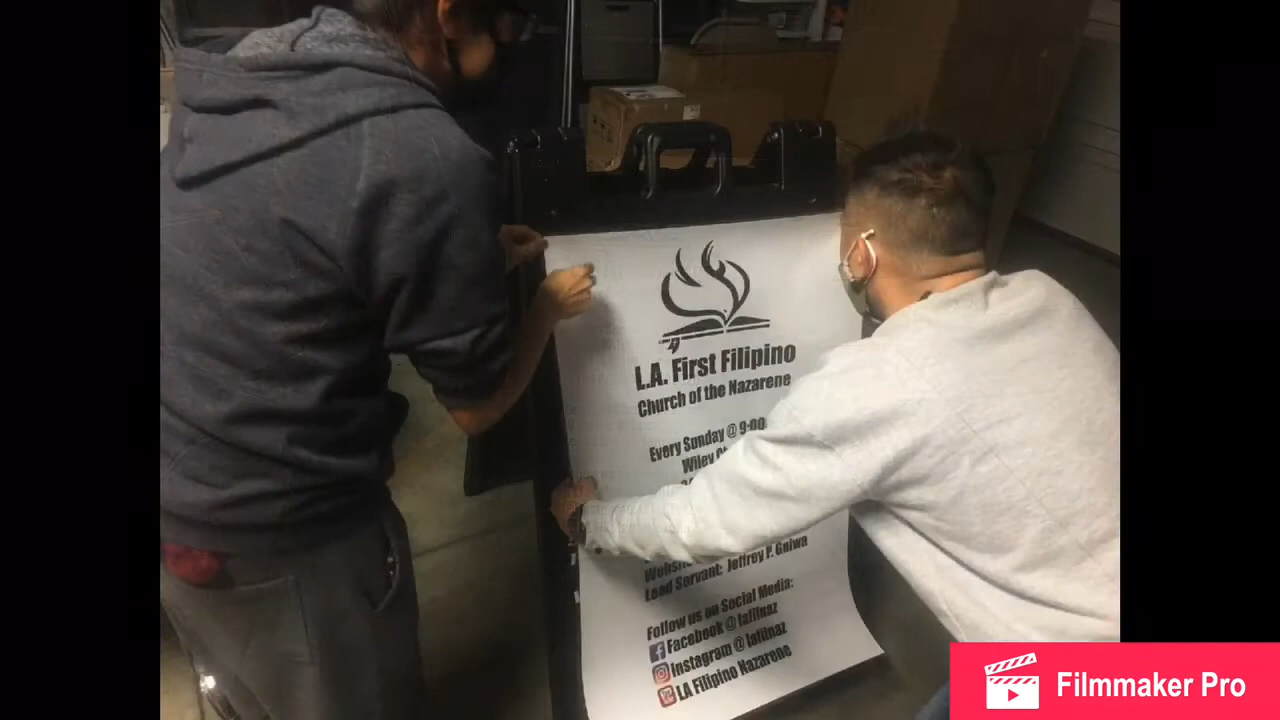 L.A. First Filipino
Church of the Nazarene
Every Sunday @ 9:00
Wiley
Lead Servant: Jeffrey P. Gniwa
Follow us on Social Media:
Facebook @ lafilnaz
Instagram @ lafilnaz
LA Filipino Nazarene
Filmmaker Pro